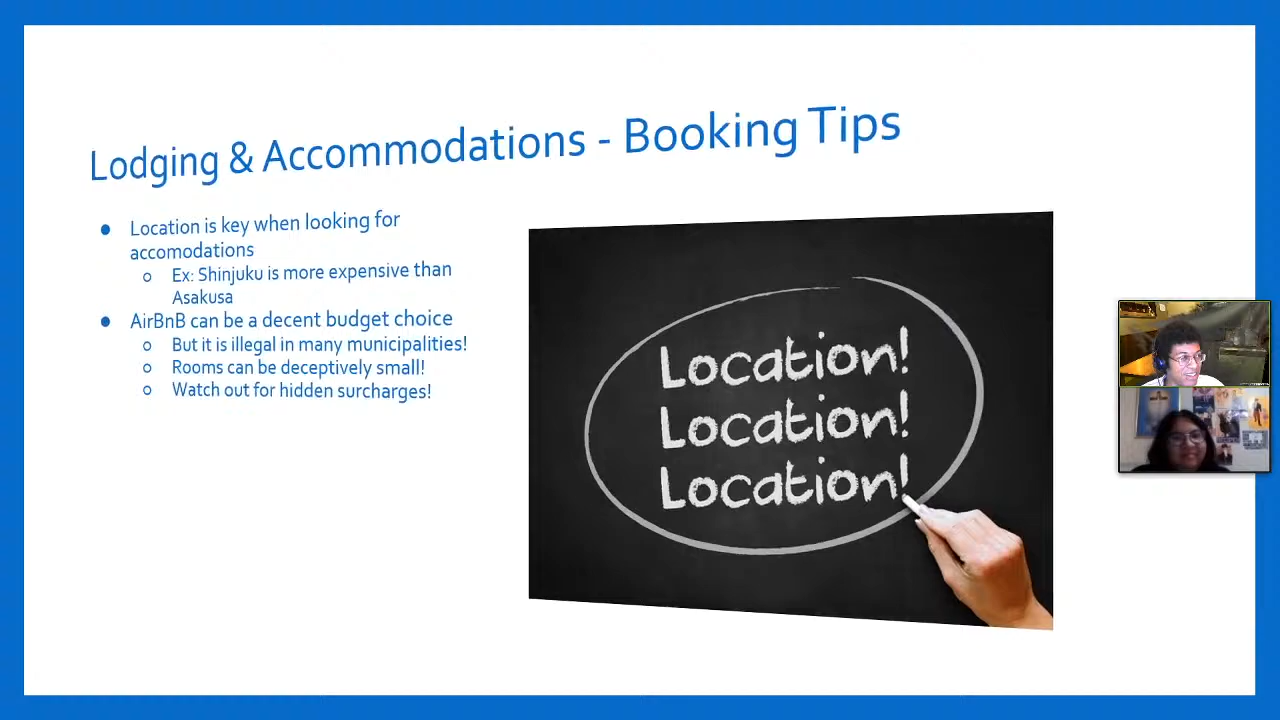 Lodging & Accommodations - Booking Tips
● Location is key when looking for
accomodations
○ Ex: Shinjuku is more expensive than
Asakusa
● AirBnB can be a decent budget choice
○ But it is illegal in many municipalities!
○ Rooms can be deceptively small!
○ Watch out for hidden surcharges!
Location!
Location!
Location!